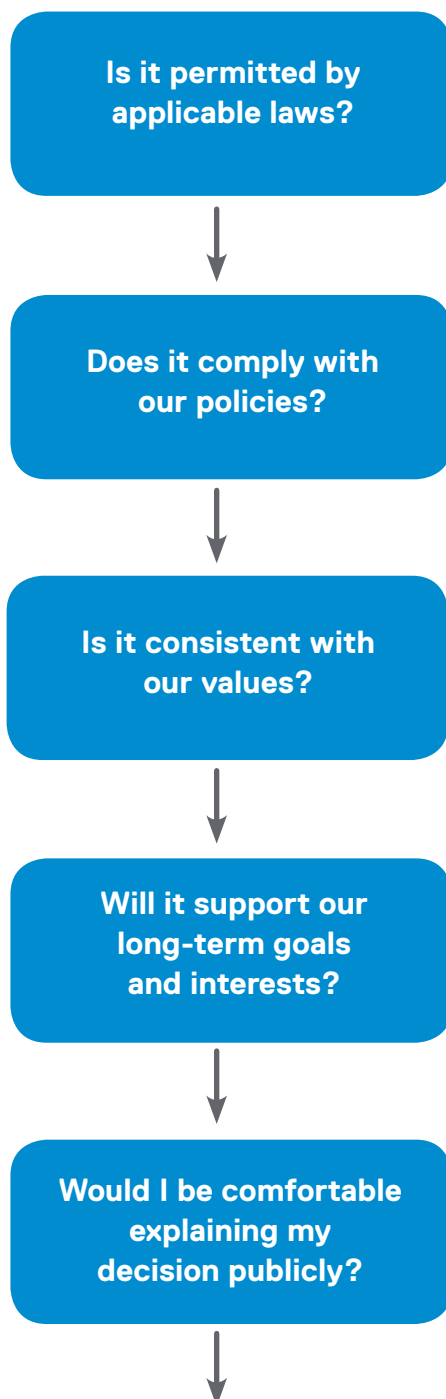 Is it permitted by
applicable laws?
Does it comply with
our policies?
Is it consistent with
our values?
Will it support our
long-term goals
and interests?
Would I be comfortable
explaining my
decision publicly?